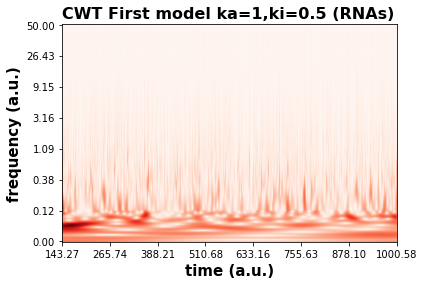 CWT First model ka=1,ki=0.5 (RNAs)
50.00
26.43
9.15
3.16
1.09
0.38
0.12
0.00
frequency (a.u.)
143.27 265.74 388.21 510.68 633.16 755.63 878.10 1000.58
time (a.u.)